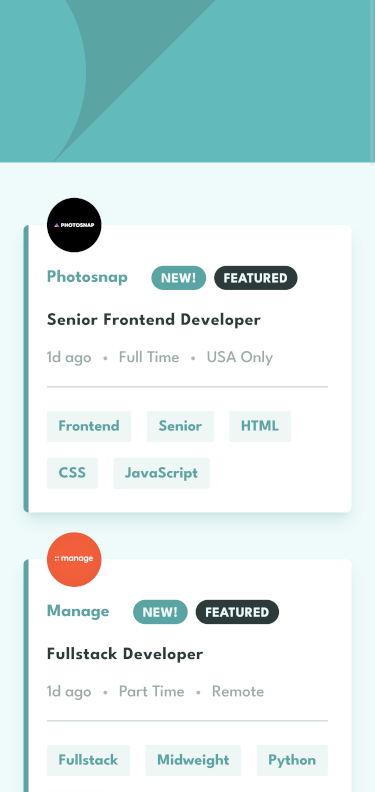 PHOTOSNAP
Photosnap NEW! FEATURED
Senior Frontend Developer
1d ago • Full Time • USA Only
Frontend Senior HTML
CSS JavaScript
manage
Manage NEW! FEATURED
Fullstack Developer
1d ago • Part Time • Remote
Fullstack Midweight Python